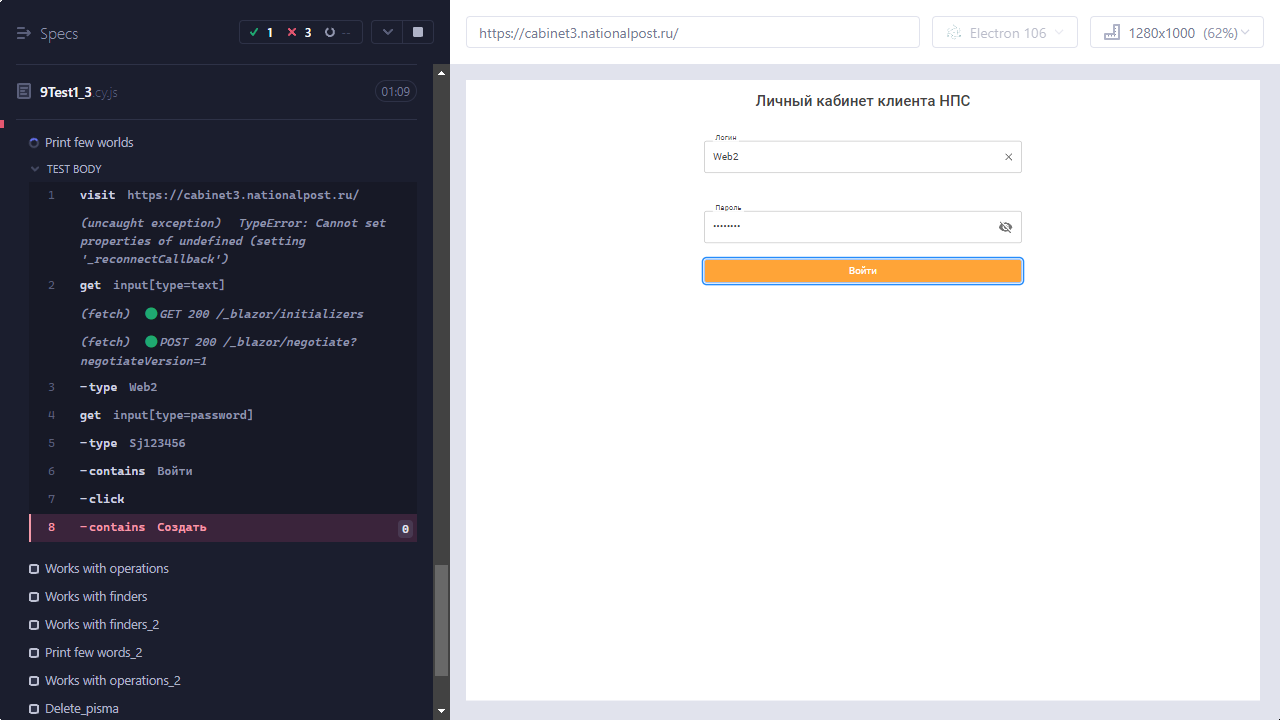 Specs
1 3 --
9Test1_3.cy.js 01:09
Print few worlds
TEST BODY
1 visit https://cabinet3.nationalpost.ru/
(uncaught exception) TypeError: Cannot set
properties of undefined (setting
'_reconnectCallback')
2 get input[type=text]
(fetch) GET 200 /_blazor/initializers
(fetch) POST 200 /_blazor/negotiate?
negotiateVersion=1
3 -type Web2
4 get input[type=password]
5 -type Sj123456
6 -contains Войти
7 -click
8 -contains Создать 0
Works with operations
Works with finders
Works with finders_2
Print few words_2
Works with operations_2
Delete_pisma
https://cabinet3.nationalpost.ru/
Electron 106
1280x1000 (62%)
Личный кабинет клиента НПС
Логин
Web2
Пароль
••••••••
Войти